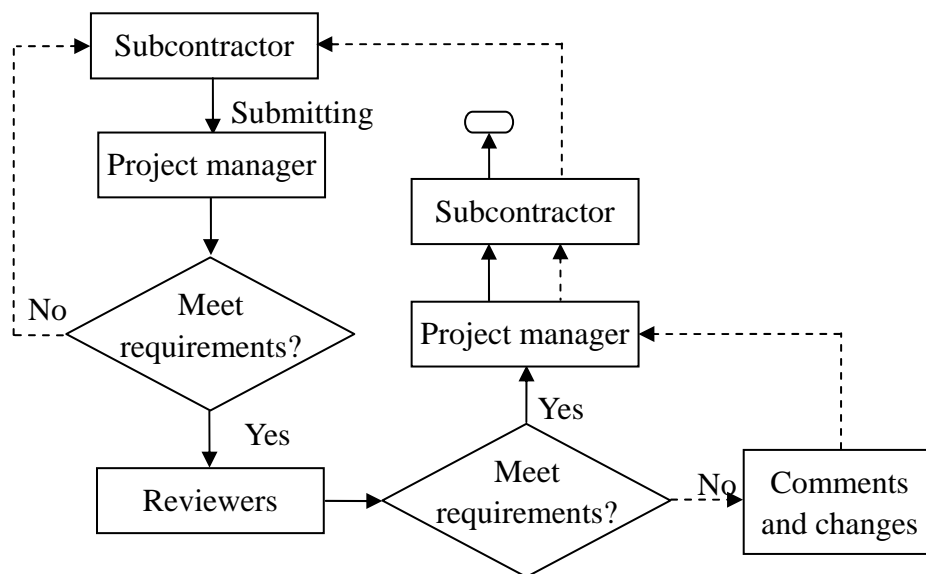 Subcontractor
Submitting
Project manager
No
Meet
requirements?
Yes
Reviewers
Subcontractor
Project manager
Yes
Meet
requirements?
No
Comments
and changes